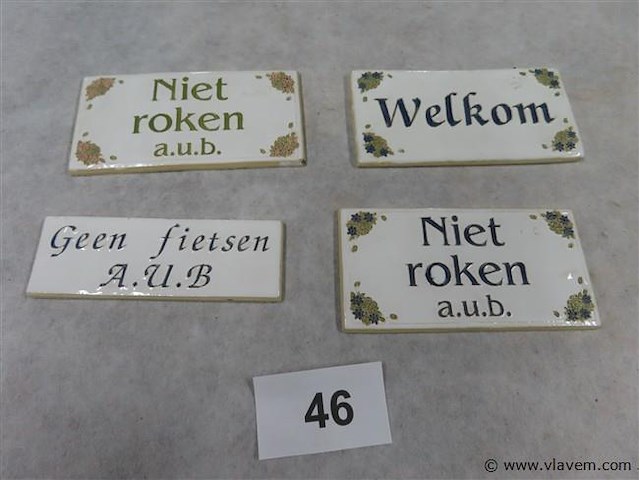 Niet
roken
a.u.b.
Welkom
Geen fietsen
A.U.B
Niet
roken
a.u.b.
46
© www.vlavem.com